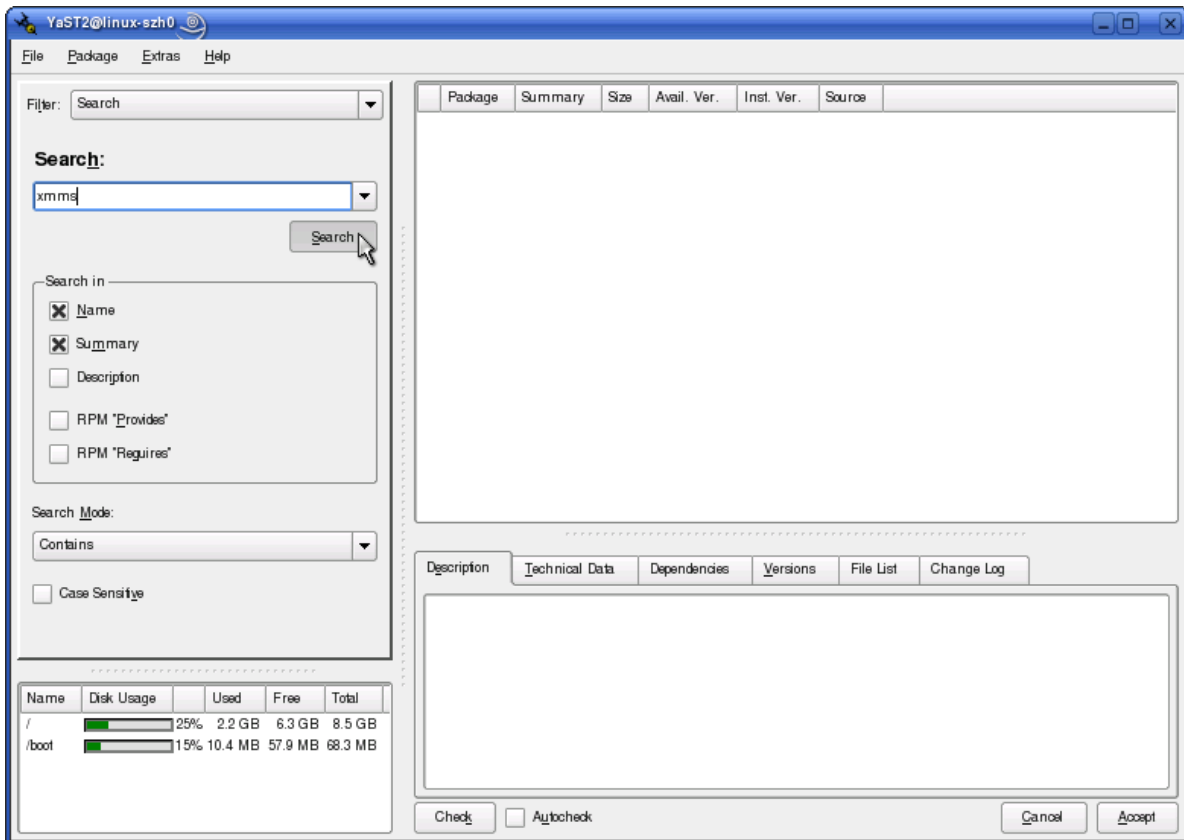 YaST2@linux-szh0
File Package Extras Help
Filter: Search
Search:
xmms
Search
Search in
Name
Summary
Description
RPM "Provides"
RPM "Requires"
Search Mode:
Contains
Case Sensitive
Name Disk Usage Used Free Total
/ 25% 2.2 GB 6.3 GB 8.5 GB
/boot 15% 10.4 MB 57.9 MB 68.3 MB
Package Summary Size Avail. Ver. Inst. Ver. Source
Description Technical Data Dependencies Versions File List Change Log
Check Autocheck Cancel Accept